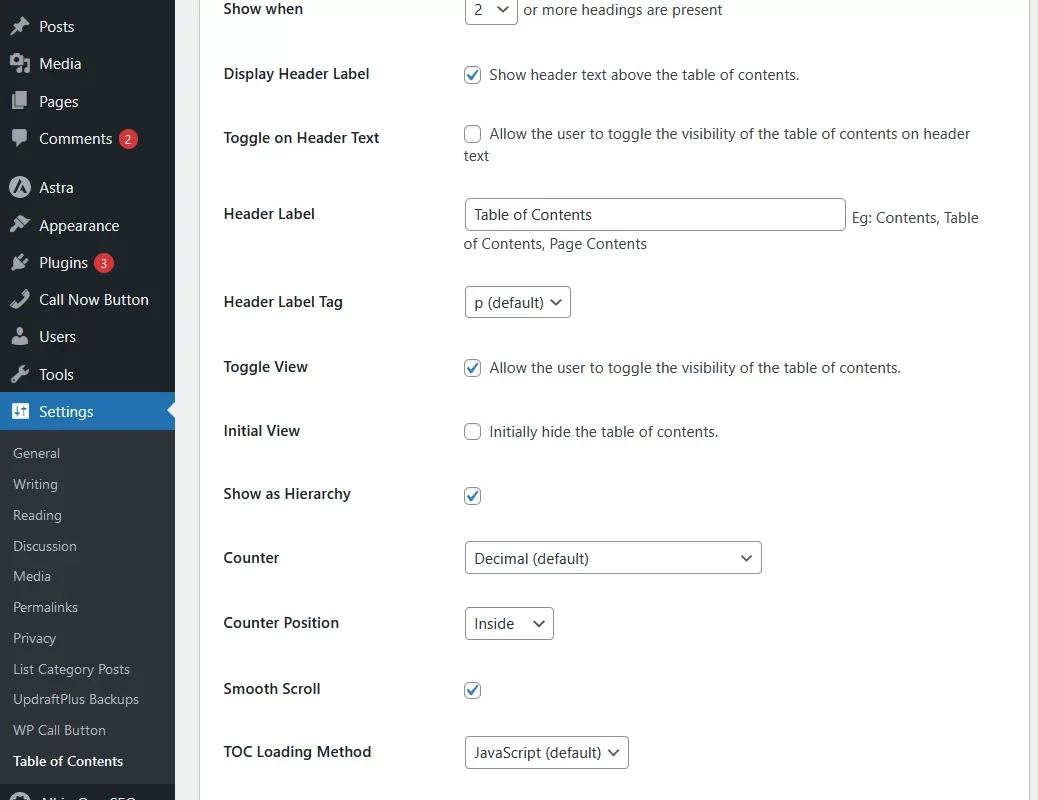 Posts
Media
Pages
Comments 2
Astra
Appearance
Plugins 3
Call Now Button
Users
Tools
Settings
General
Writing
Reading
Discussion
Media
Permalinks
Privacy
List Category Posts
UpdraftPlus Backups
WP Call Button
Table of Contents
Show when
2 or more headings are present
Display Header Label
Show header text above the table of contents.
Toggle on Header Text
Allow the user to toggle the visibility of the table of contents on header
text
Header Label
Table of Contents
Eg: Contents, Table
of Contents, Page Contents
Header Label Tag
p (default)
Toggle View
Allow the user to toggle the visibility of the table of contents.
Initial View
Initially hide the table of contents.
Show as Hierarchy
Counter
Decimal (default)
Counter Position
Inside
Smooth Scroll
TOC Loading Method
JavaScript (default)